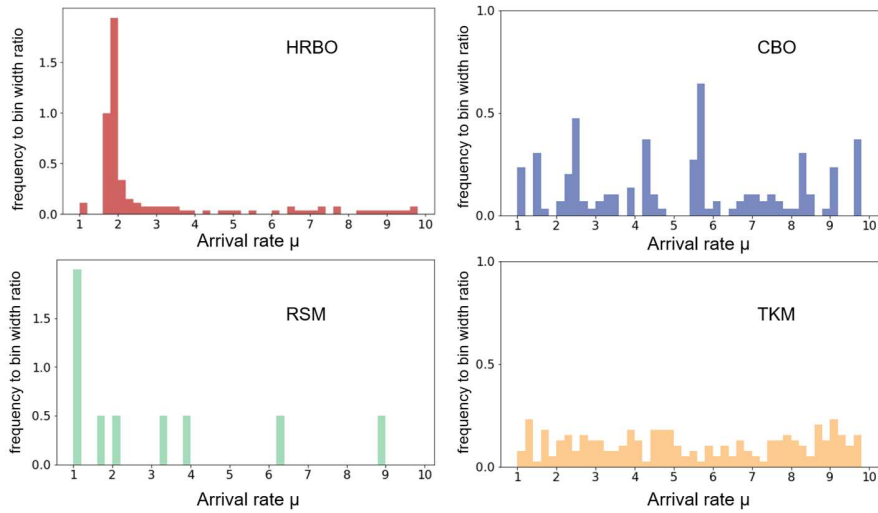 HRBO
frequency to bin width ratio
1.5
1.0
0.5
0.0
1 2 3 4 5 6 7 8 9 10
Arrival rate μ
CBO
frequency to bin width ratio
1.0
0.5
0.0
1 2 3 4 5 6 7 8 9 10
Arrival rate μ
RSM
frequency to bin width ratio
1.5
1.0
0.5
0.0
1 2 3 4 5 6 7 8 9 10
Arrival rate μ
TKM
frequency to bin width ratio
1.0
0.5
0.0
1 2 3 4 5 6 7 8 9 10
Arrival rate μ